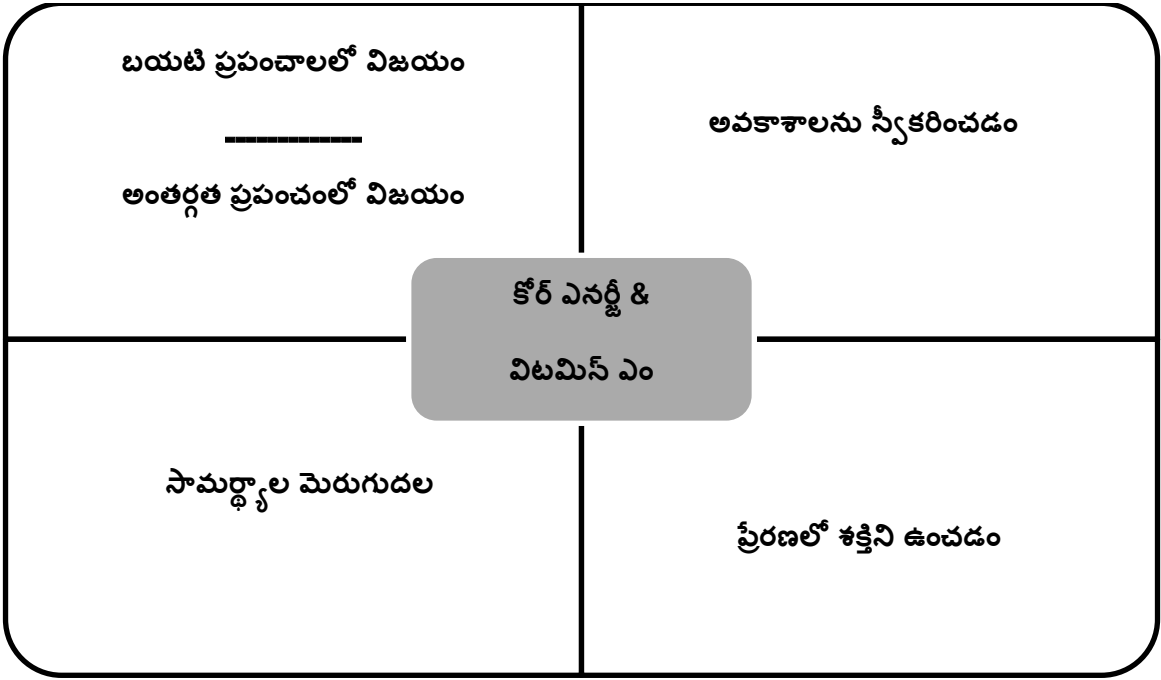 బయటి ప్రపంచాలలో విజయం
-------------
అంతర్గత ప్రపంచంలో విజయం
అవకాశాలను స్వీకరించడం
కోర్ ఎనర్జీ &
విటమిస్ ఎం
సామర్థ్యాల మెరుగుదల
ప్రేరణలో శక్తిని ఉంచడం